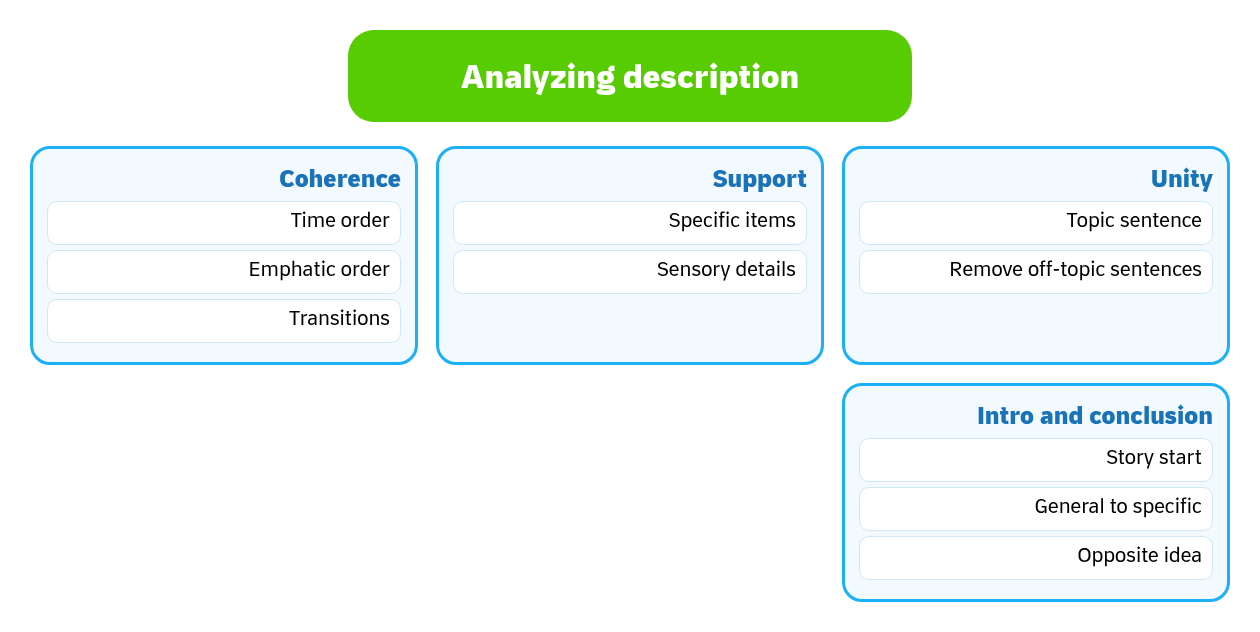 Analyzing description
Unity
Topic sentence
Remove off-topic sentences
Support
Specific items
Sensory details
Coherence
Time order
Emphatic order
Transitions
Intro and conclusion
Story start
General to specific
Opposite idea